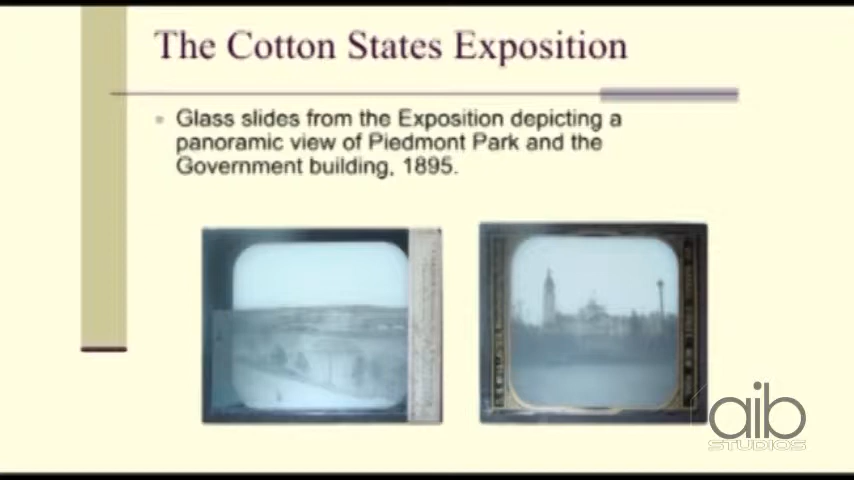 The Cotton States Exposition
Glass slides from the Exposition depicting a
panoramic view of Piedmont Park and the
Government building, 1895.
aib
STUDIOS